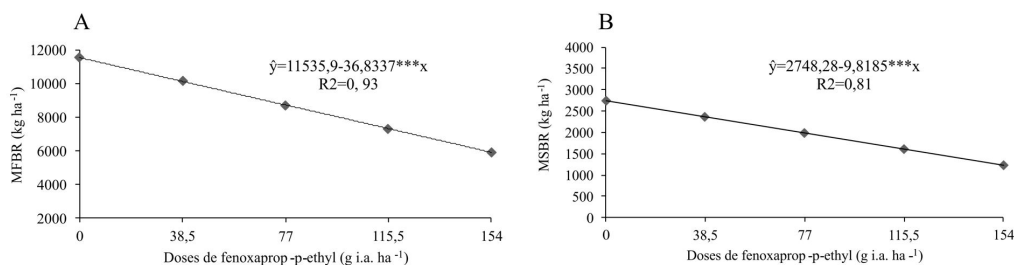 A
12000
10000
8000
6000
4000
2000
MFBR (kg ha⁻¹)
ŷ=11535,9-36,8337***x
R2=0, 93
0 38,5 77 115,5 154
Doses de fenoxaprop -p-ethyl (g i.a. ha ⁻¹)
B
4000
3500
3000
2500
2000
1500
1000
500
0
MSBR (kg ha⁻¹)
ŷ=2748,28-9,8185***x
R2=0,81
0 38,5 77 115,5 154
Doses de fenoxaprop -p-ethyl (g i.a. ha ⁻¹)